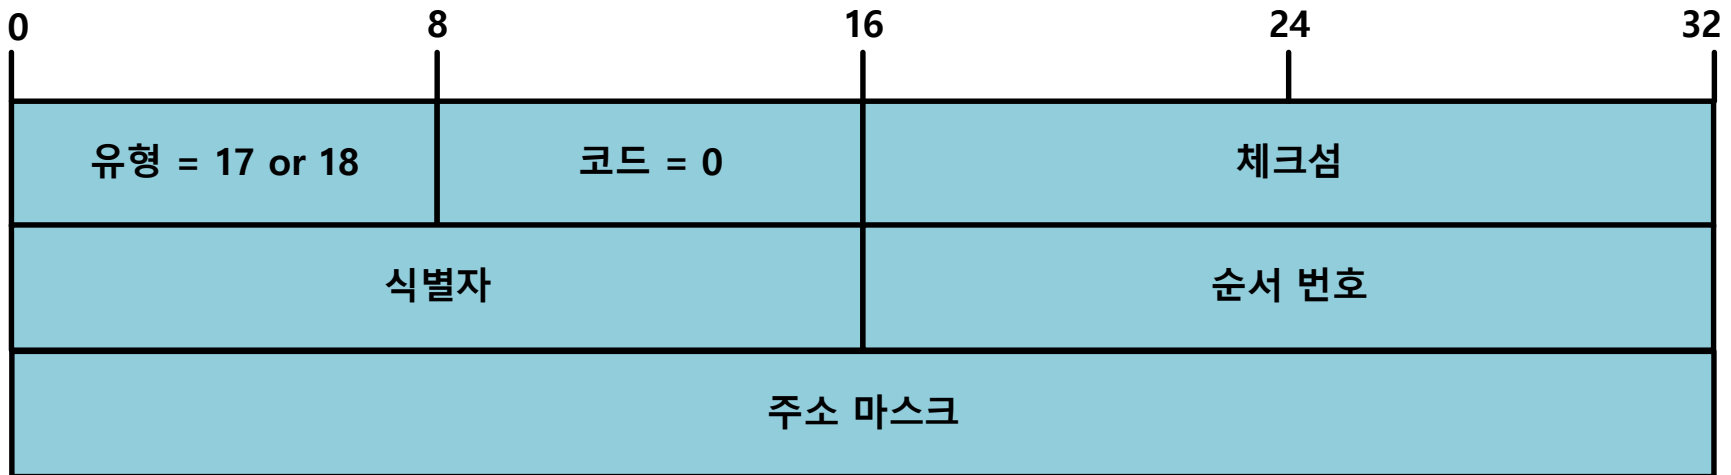 0 8 16 24 32
유형 = 17 or 18 코드 = 0 체크섬
식별자 순서 번호
주소 마스크